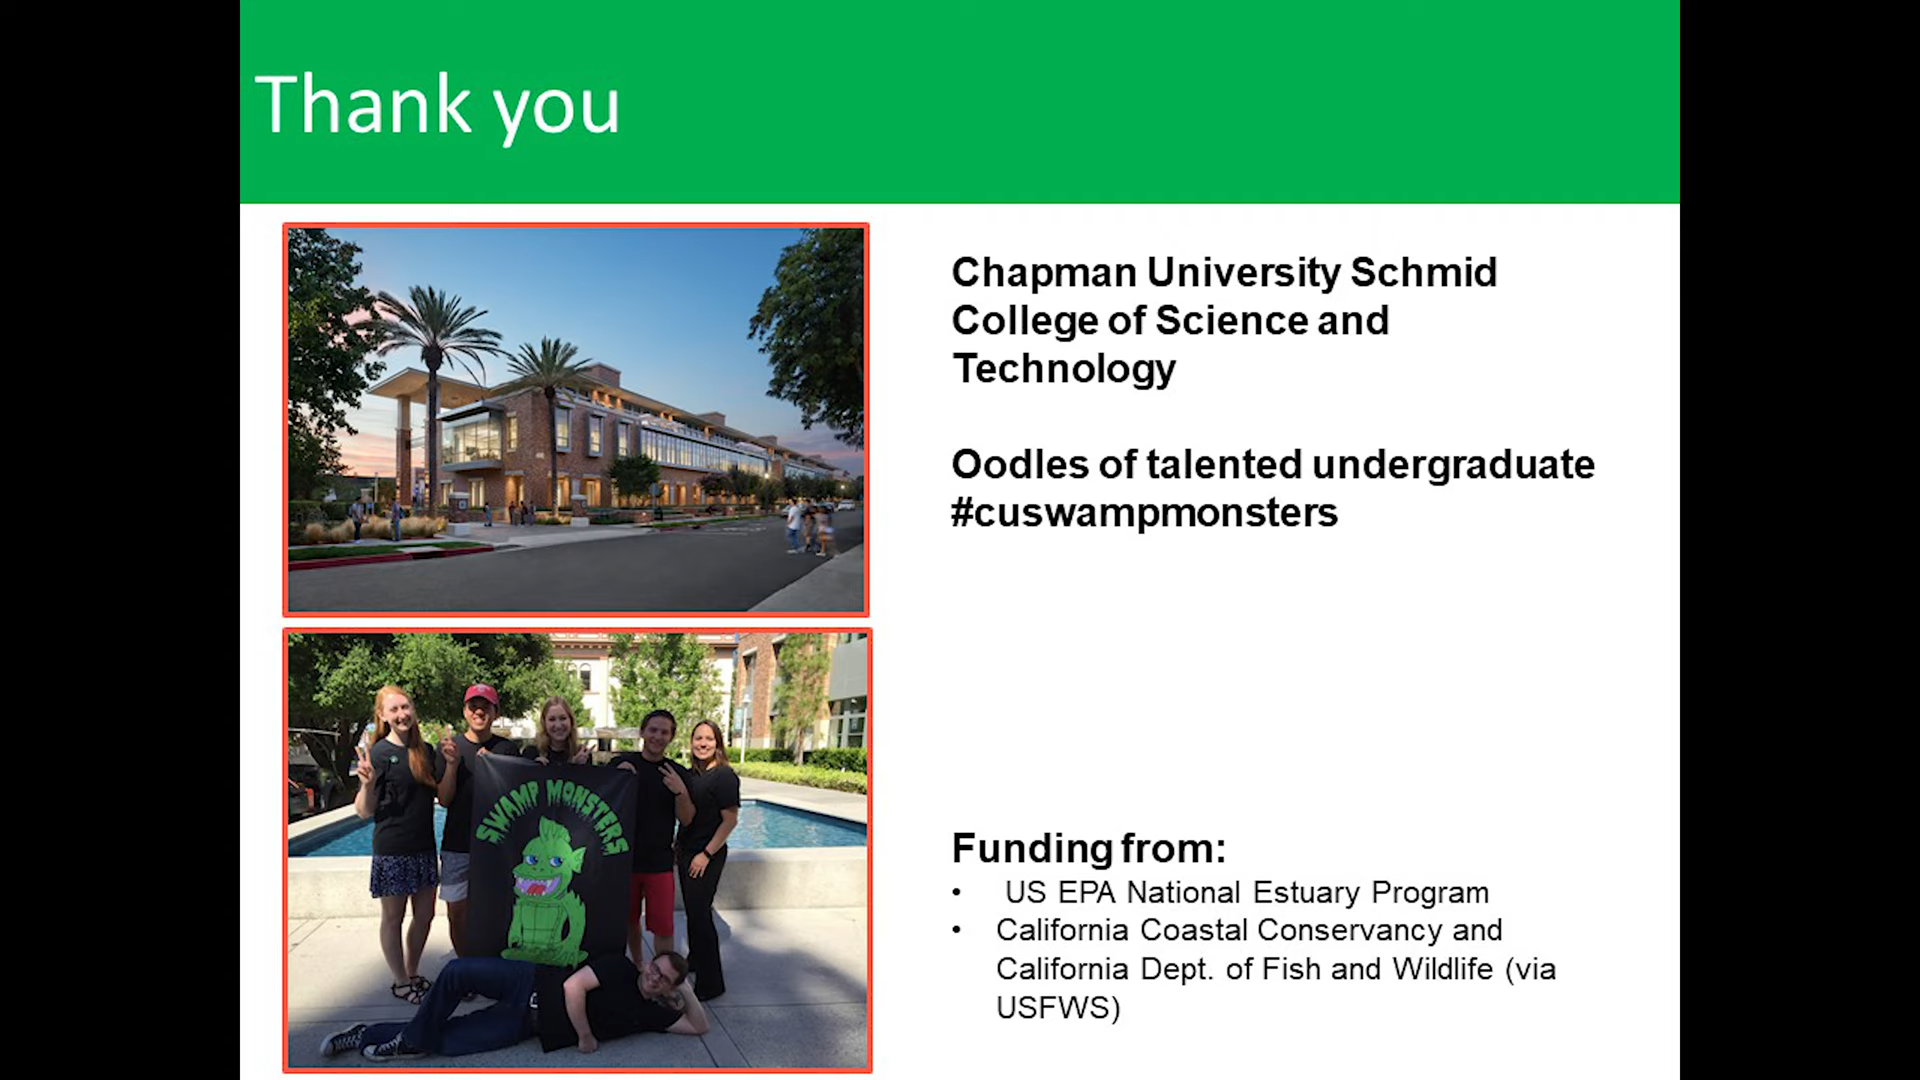 Thank you
Chapman University Schmid
College of Science and
Technology
Oodles of talented undergraduate
#cuswampmonsters
SWAMP MONSTERS
Funding from:
• US EPA National Estuary Program
• California Coastal Conservancy and
California Dept. of Fish and Wildlife (via
USFWS)